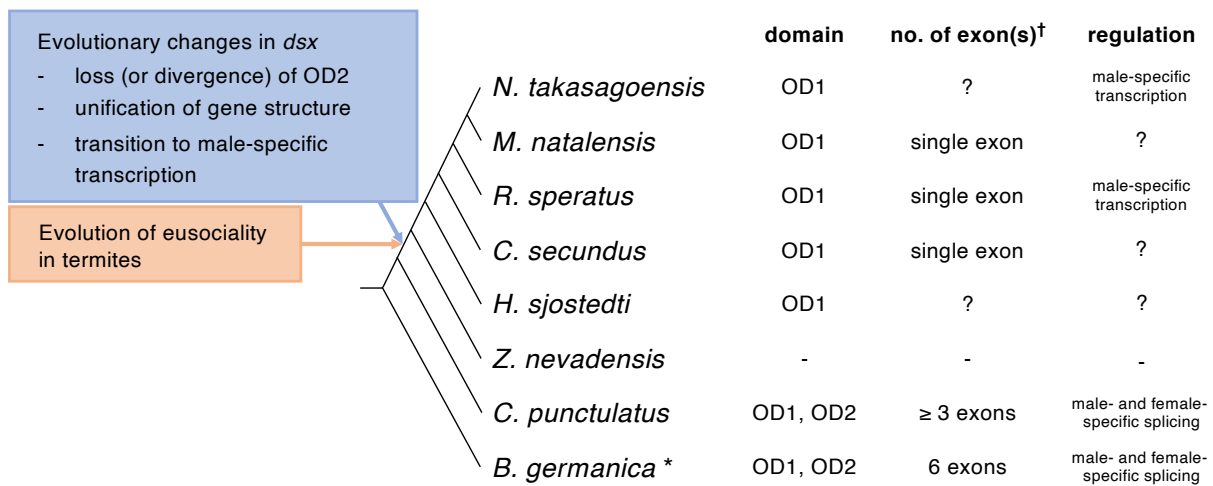 Evolutionary changes in dsx
- loss (or divergence) of OD2
- unification of gene structure
- transition to male-specific
transcription
Evolution of eusociality
in termites
domain no. of exon(s)† regulation
N. takasagoensis OD1 ? male-specific
transcription
M. natalensis OD1 single exon ?
R. speratus OD1 single exon male-specific
transcription
C. secundus OD1 single exon ?
H. sjostedti OD1 ? ?
Z. nevadensis - - -
C. punctulatus OD1, OD2 ≥ 3 exons male- and female-
specific splicing
B. germanica * OD1, OD2 6 exons male- and female-
specific splicing